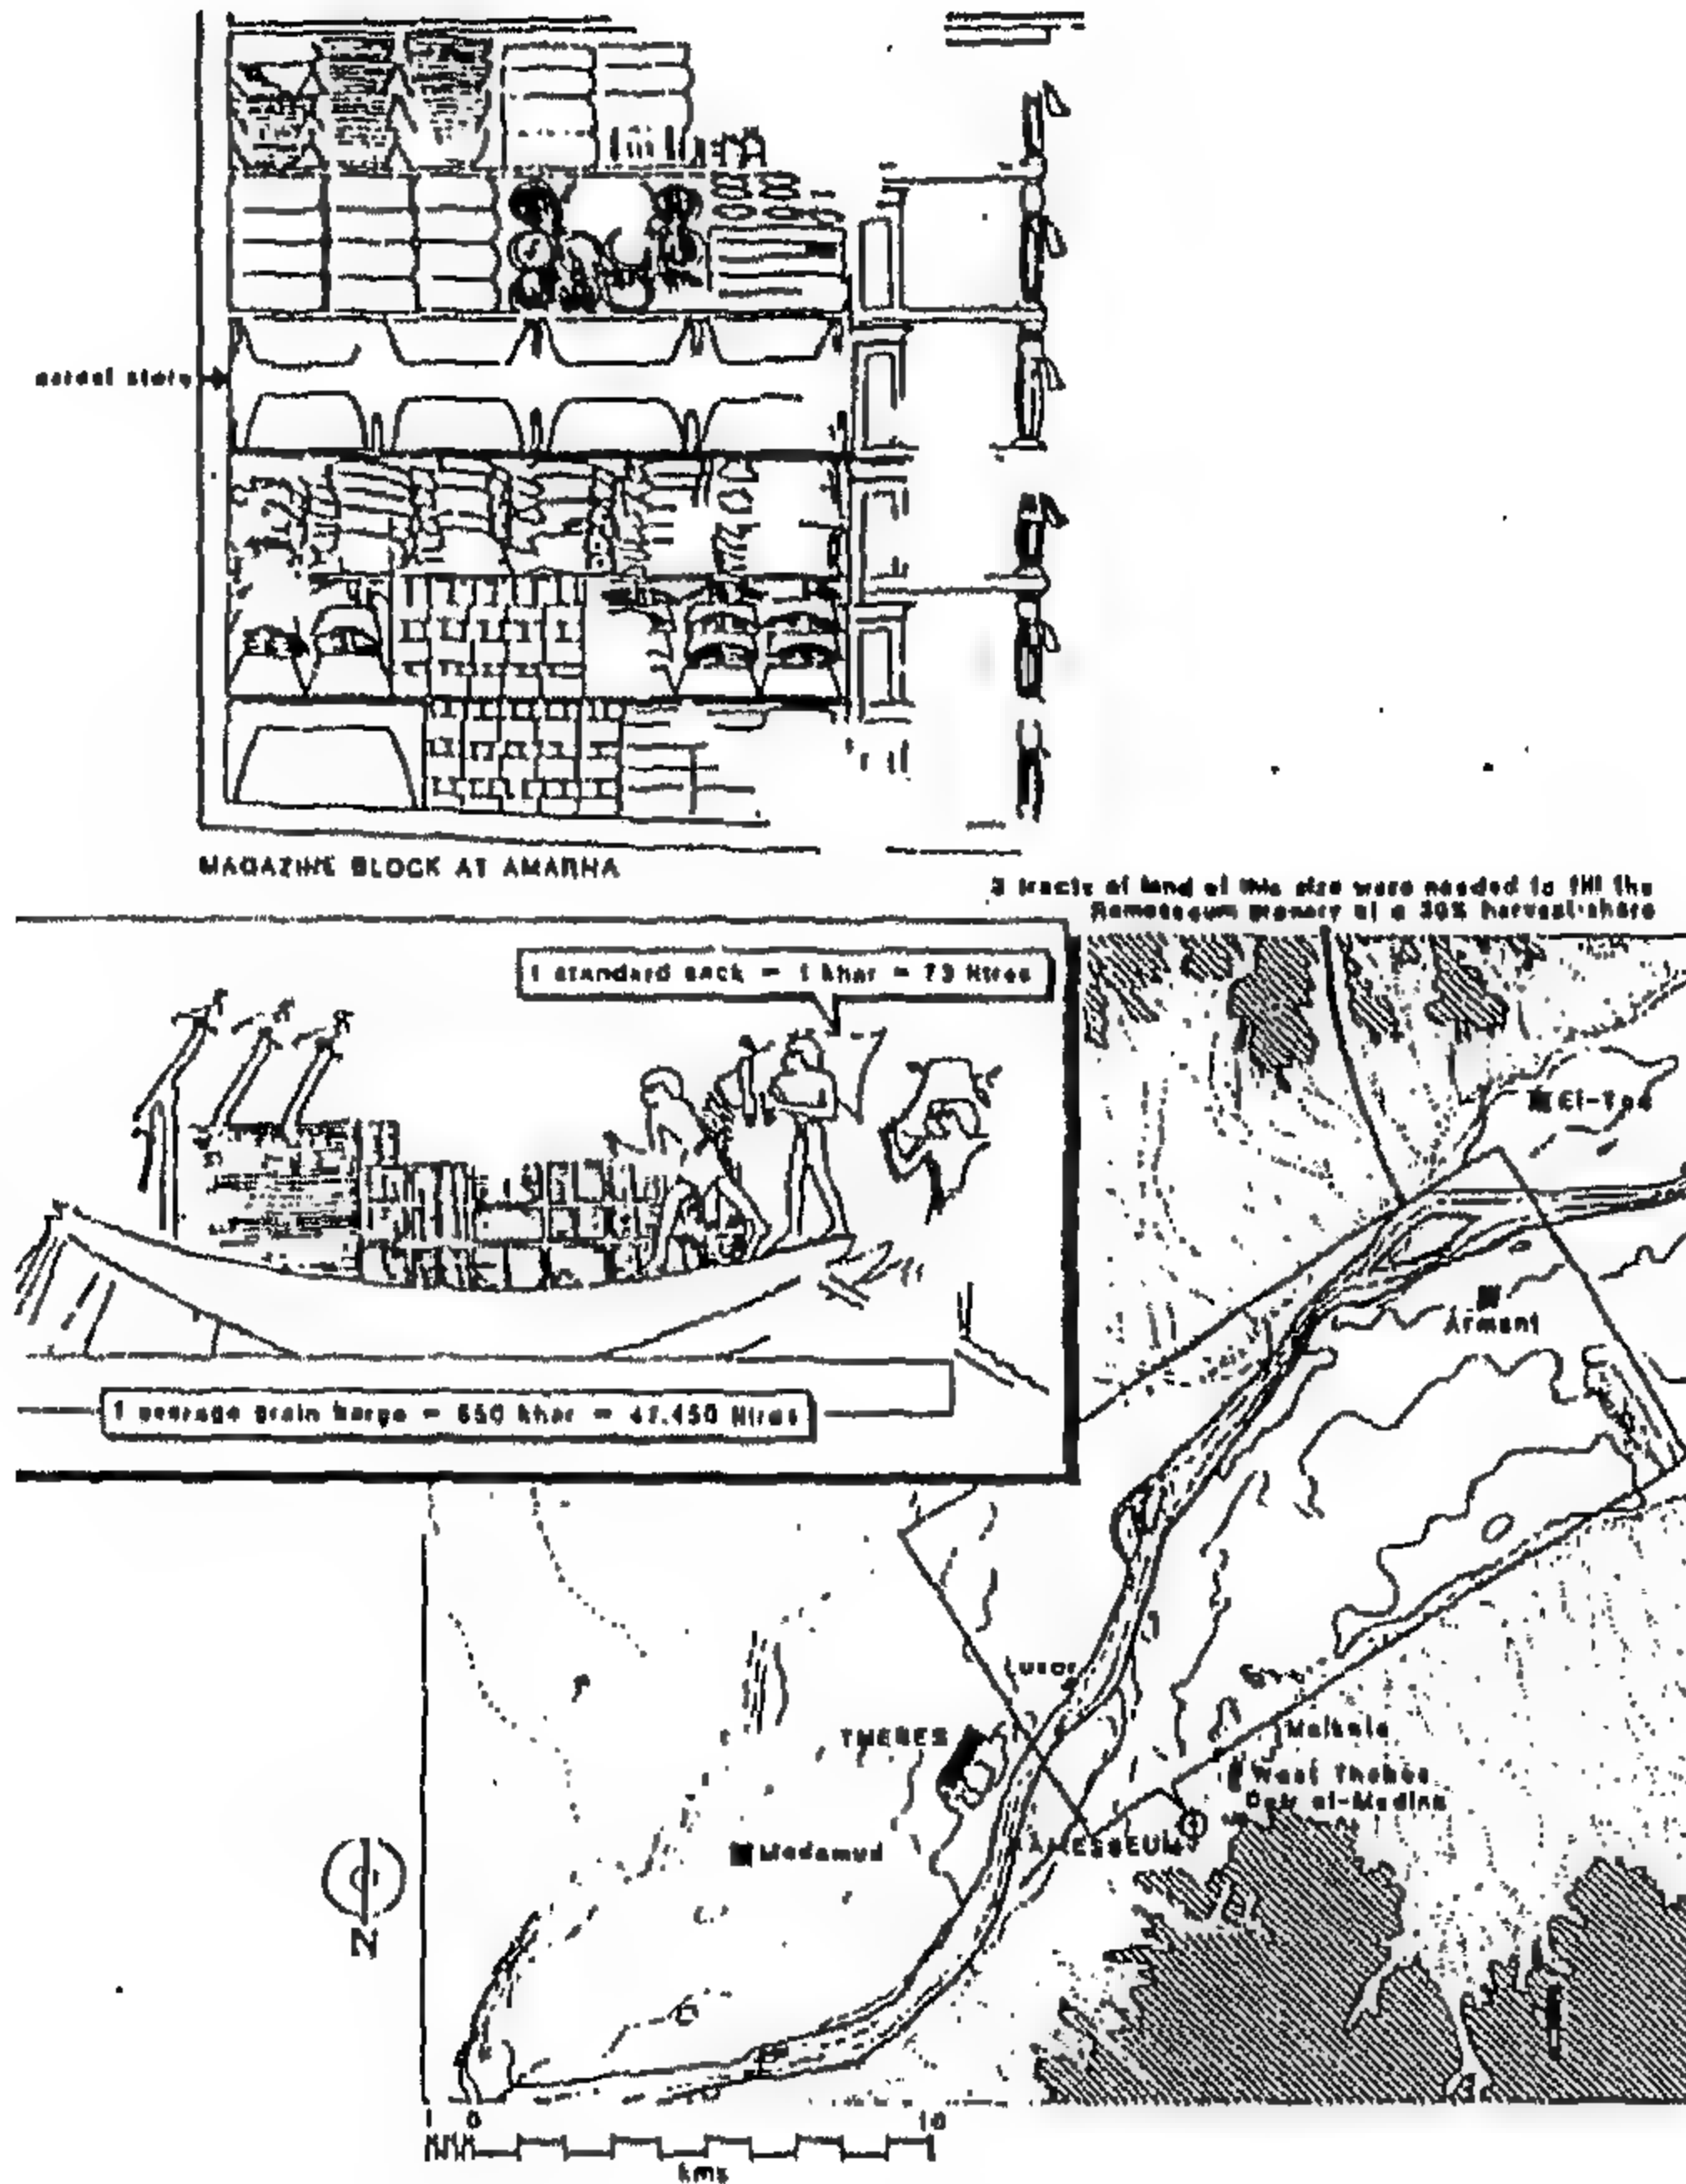 MAGAZINE BLOCK AT AMARNA
3 tracts of land of this size were needed to fill the
Ramesseum granary at a 30% harvest-share
1 standard sack = 1 khar = 73 litres
El-Tod
Armant
1 average grain barge = 650 khar = 47,450 litres
Luxor
THEBES
Malkata
West Thebes
Deir el-Medina
RAMESSEUM
Medamud
N
1 0 10
kms